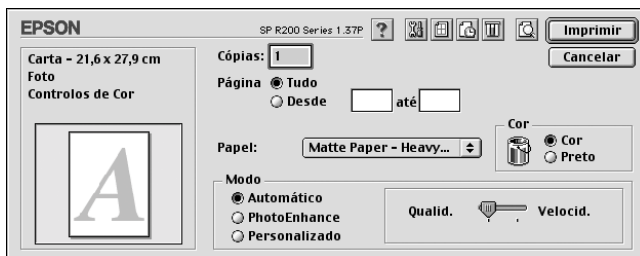 EPSON
SP R200 Series 1.37P
?
Imprimir
Cancelar
Carta - 21,6 x 27,9 cm
Foto
Controlos de Cor
A
Cópias: 1
Página Tudo
Desde até
Papel: Matte Paper - Heavy...
Cor
Cor
Preto
Modo
Automático
PhotoEnhance
Personalizado
Qualid. Velocid.